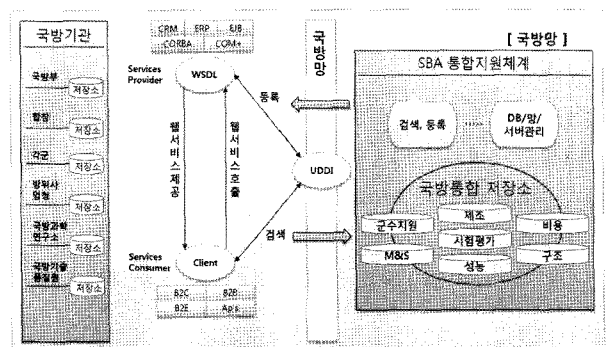 국방기관
국방부
저장소
합참
저장소
각군
저장소
방위사
업청
저장소
국방과학
연구소
저장소
국방기술
품질원
저장소
CRM ERP EJB
CORBA COM+
Services
Provider
WSDL
웹서비스제공
웹서비스호출
등록
UDDI
검색
Services
Consumer
Client
B2C B2B
B2E
국방망
[ 국방망 ]
SBA 통합지원체계
검색, 등록
DB/망/
서버관리
국방통합 저장소
군수지원
제조
비용
시험평가
M&S
성능
구조